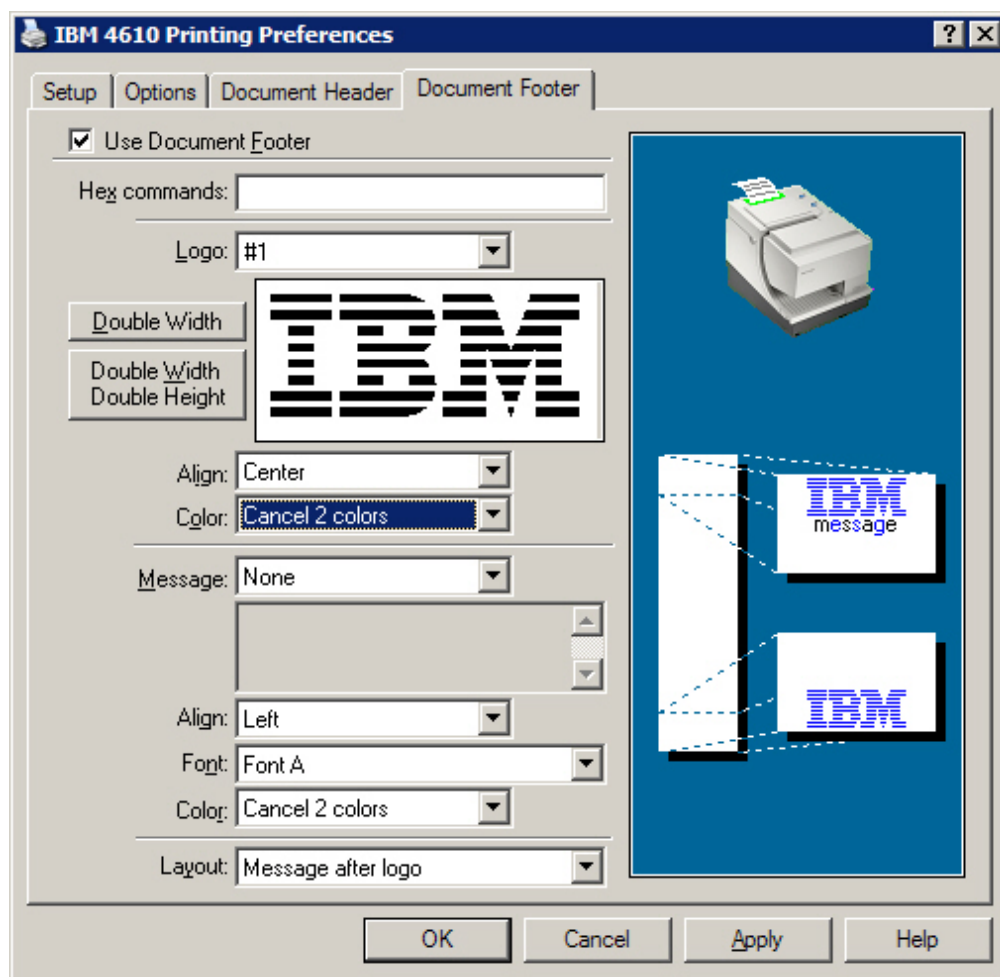 IBM 4610 Printing Preferences
Setup Options Document Header Document Footer
Use Document Footer
Hex commands:
Logo: #1
Double Width
Double Width
Double Height
IBM
Align: Center
Color: Cancel 2 colors
Message: None
Align: Left
Font: Font A
Color: Cancel 2 colors
Layout: Message after logo
IBM
message
IBM
OK Cancel Apply Help